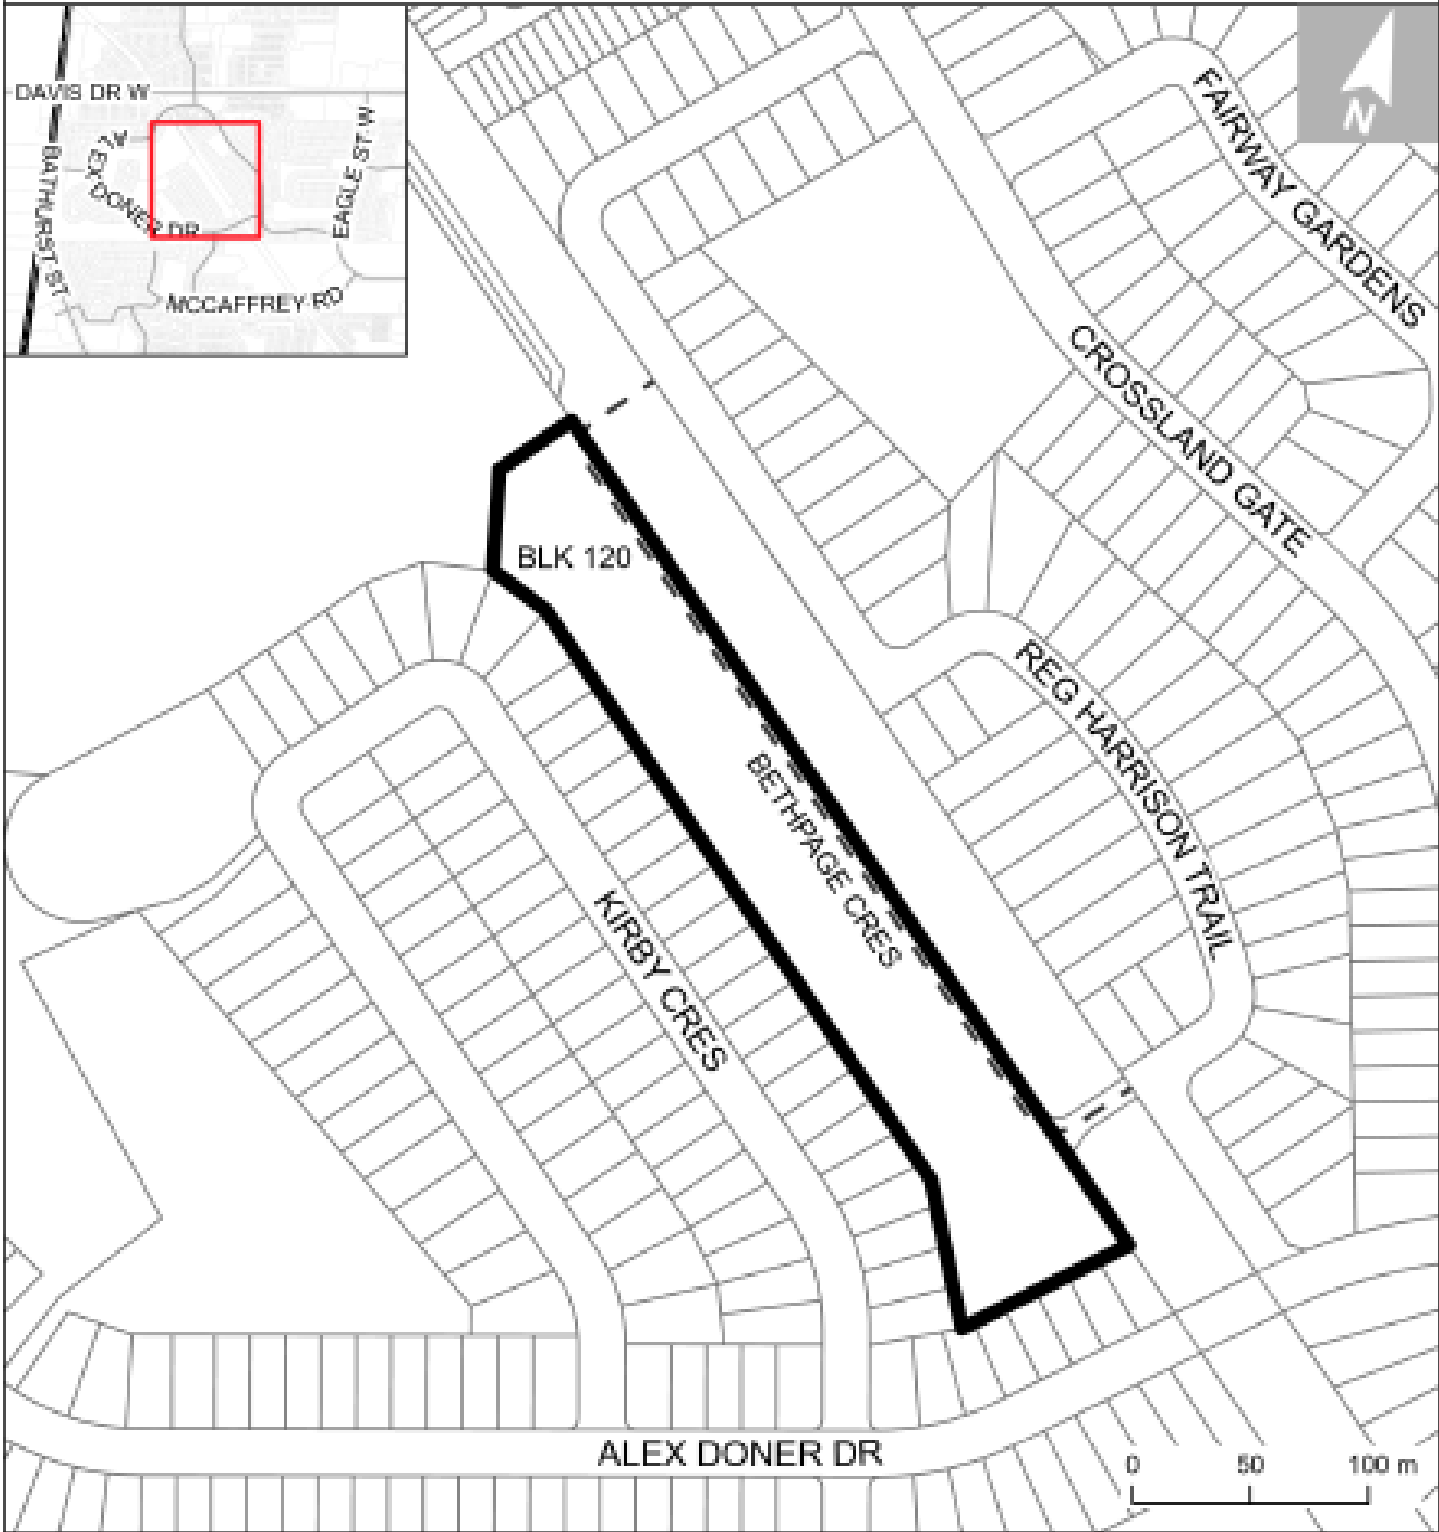 DAVIS DR W
ALEX DONER DR
BATHURST ST
EAGLE ST W
MCCAFFREY RD
N
FAIRWAY GARDENS
CROSSLAND GATE
BLK 120
REG HARRISON TRAIL
BETHPAGE CRES
KIRBY CRES
ALEX DONER DR
0 50 100 m